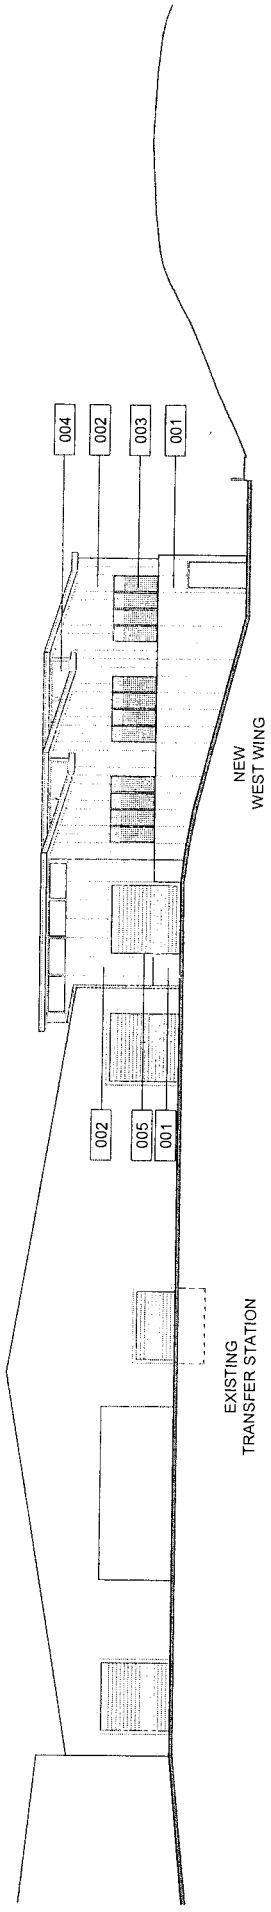 002
005
001
004
002
003
001
EXISTING
TRANSFER STATION
NEW
WEST WING